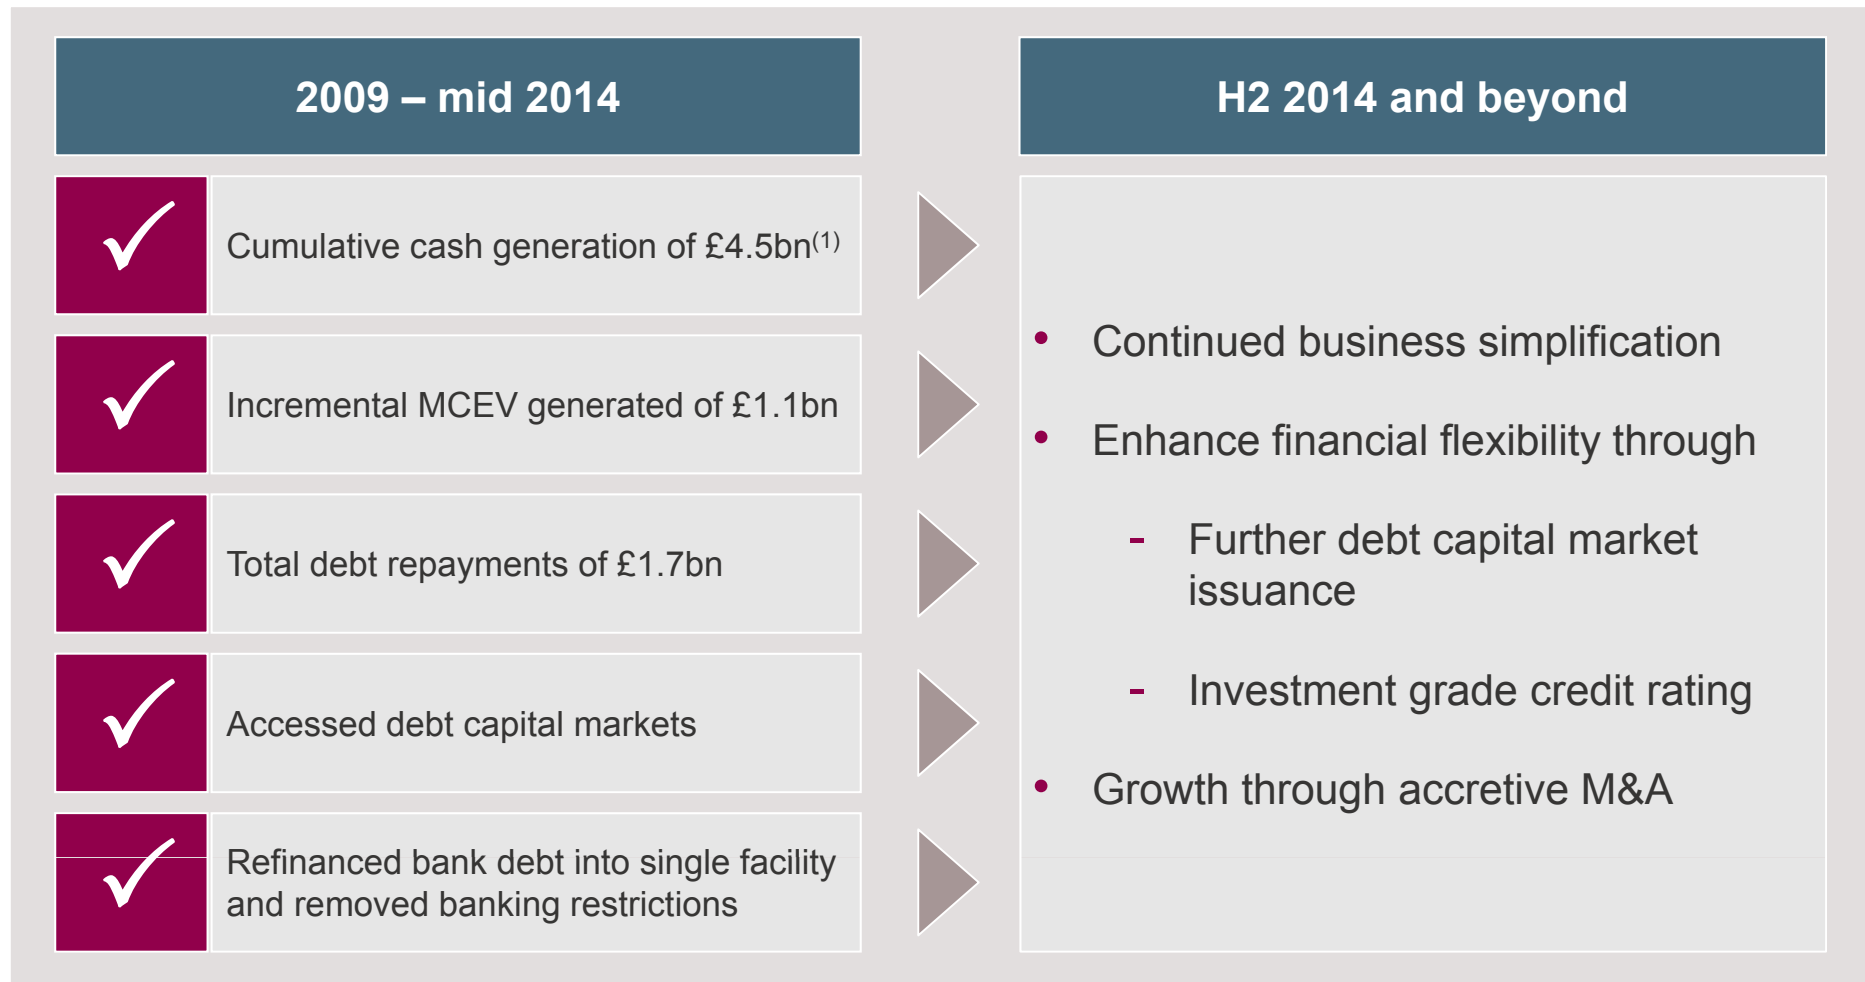 2009 – mid 2014
Cumulative cash generation of £4.5bn(1)
Incremental MCEV generated of £1.1bn
Total debt repayments of £1.7bn
Accessed debt capital markets
Refinanced bank debt into single facility
and removed banking restrictions
H2 2014 and beyond
• Continued business simplification
• Enhance financial flexibility through
- Further debt capital market
issuance
- Investment grade credit rating
• Growth through accretive M&A